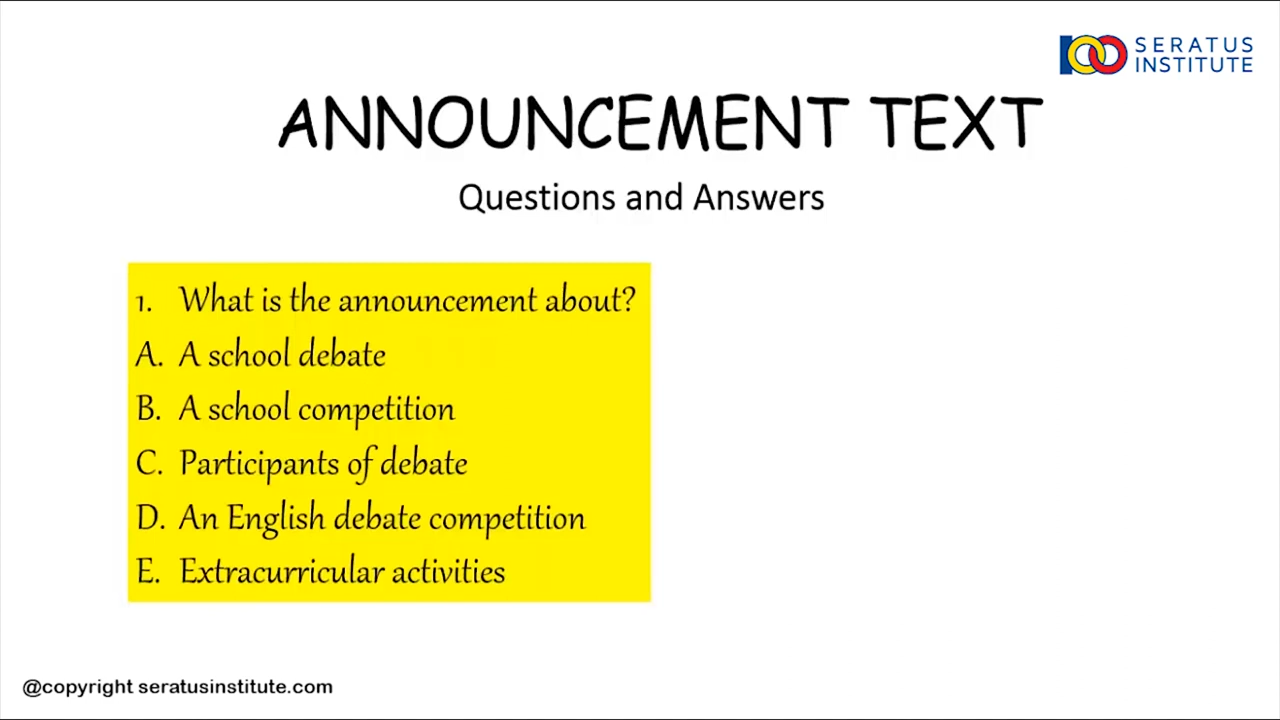 SERATUS
INSTITUTE
ANNOUNCEMENT TEXT
Questions and Answers
1. What is the announcement about?
A. A school debate
B. A school competition
C. Participants of debate
D. An English debate competition
E. Extracurricular activities
@copyright seratusinstitute.com